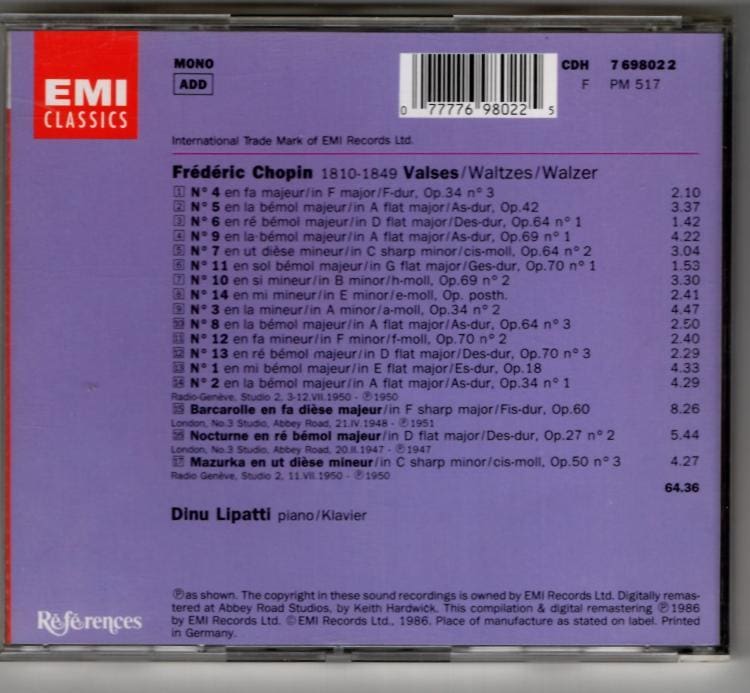 EMI
CLASSICS
MONO
ADD
0 77776 98022 5
CDH 7 69802 2
F PM 517
International Trade Mark of EMI Records Ltd.
Frédéric Chopin 1810-1849 Valses/Waltzes/Walzer
1 N° 4 en fa majeur/in F major/F-dur, Op.34 n° 3 2.10
2 N° 5 en la bémol majeur/in A flat major/As-dur, Op.42 3.37
3 N° 6 en ré bémol majeur/in D flat major/Des-dur, Op.64 n° 1 1.42
4 N° 9 en la bémol majeur/in A flat major/As-dur, Op.69 n° 1 4.22
5 N° 7 en ut dièse mineur/in C sharp minor/cis-moll, Op.64 n° 2 3.04
6 N° 11 en sol bémol majeur/in G flat major/Ges-dur, Op.70 n° 1 1.53
7 N° 10 en si mineur/in B minor/h-moll, Op.69 n° 2 3.30
8 N° 14 en mi mineur/in E minor/e-moll, Op. posth. 2.41
9 N° 3 en la mineur/in A minor/a-moll, Op.34 n° 2 4.47
10 N° 8 en la bémol majeur/in A flat major/As-dur, Op.64 n° 3 2.50
11 N° 12 en fa mineur/in F minor/f-moll, Op.70 n° 2 2.40
12 N° 13 en ré bémol majeur/in D flat major/Des-dur, Op.70 n° 3 2.29
13 N° 1 en mi bémol majeur/in E flat major/Es-dur, Op.18 4.33
14 N° 2 en la bémol majeur/in A flat major/As-dur, Op.34 n° 1 4.29
Radio-Genève, Studio 2, 3-12.VII.1950 - ℗1950
15 Barcarolle en fa dièse majeur/in F sharp major/Fis-dur, Op.60 8.26
London, No.3 Studio, Abbey Road, 21.IV.1948 - ℗1951
16 Nocturne en ré bémol majeur/in D flat major/Des-dur, Op.27 n° 2 5.44
London, No.3 Studio, Abbey Road, 20.II.1947 - ℗1947
17 Mazurka en ut dièse mineur/in C sharp minor/cis-moll, Op.50 n° 3 4.27
Radio Genève, Studio 2, 11.VII.1950 - ℗1950
64.36
Dinu Lipatti piano/Klavier
℗as shown. The copyright in these sound recordings is owned by EMI Records Ltd. Digitally remas-
tered at Abbey Road Studios, by Keith Hardwick. This compilation & digital remastering ℗1986
by EMI Records Ltd. ©EMI Records Ltd., 1986. Place of manufacture as stated on label. Printed
in Germany.
Références